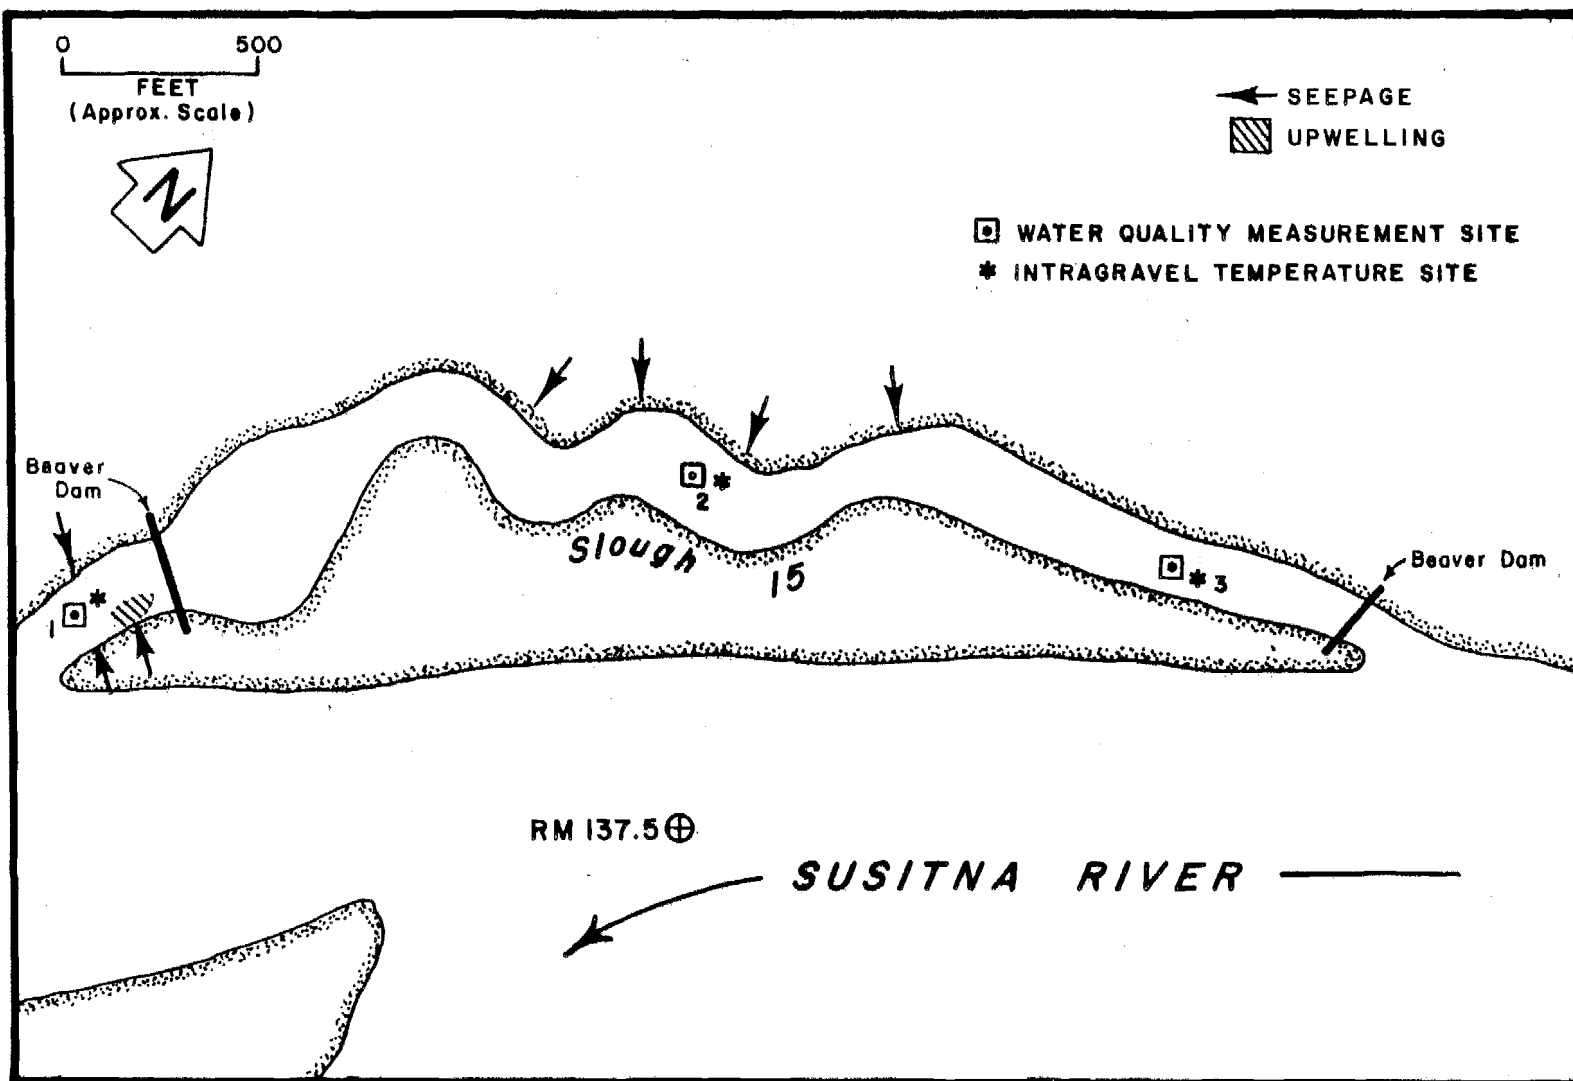 0 500
FEET
(Approx. Scale)
N
SEEPAGE
UPWELLING
WATER QUALITY MEASUREMENT SITE
* INTRAGRAVEL TEMPERATURE SITE
Beaver
Dam
2
*
Slough
15
Beaver Dam
* 3
*
1
RM 137.5
SUSITNA RIVER